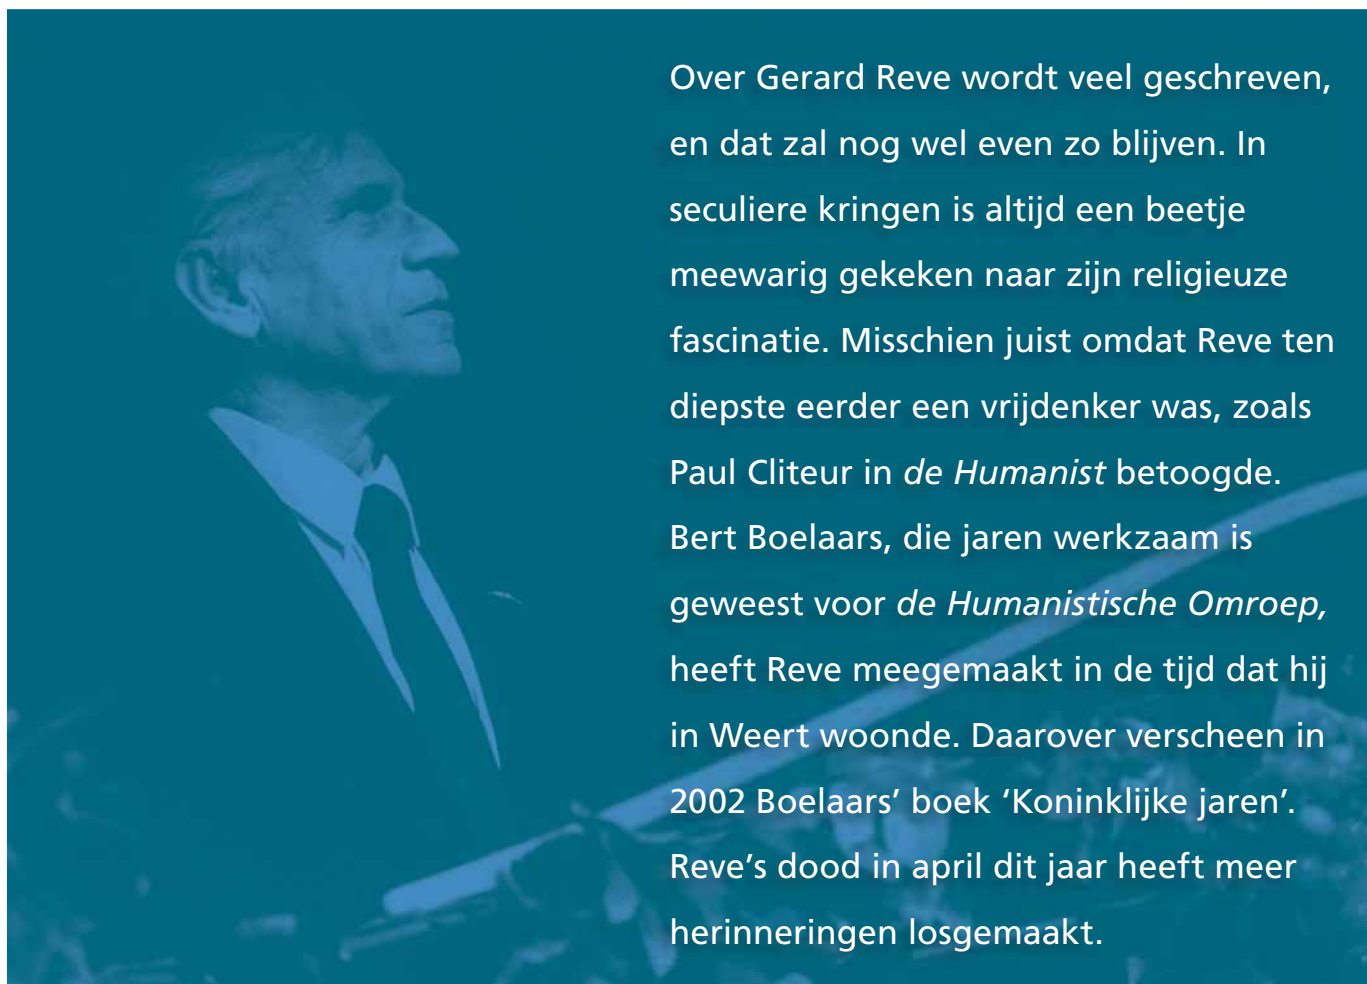 Over Gerard Reve wordt veel geschreven,
en dat zal nog wel even zo blijven. In
seculiere kringen is altijd een beetje
meewarig gekeken naar zijn religieuze
fascinatie. Misschien juist omdat Reve ten
diepste eerder een vrijdenker was, zoals
Paul Cliteur in de Humanist betoogde.
Bert Boelaars, die jaren werkzaam is
geweest voor de Humanistische Omroep,
heeft Reve meegemaakt in de tijd dat hij
in Weert woonde. Daarover verscheen in
2002 Boelaars’ boek ‘Koninklijke jaren’.
Reve’s dood in april dit jaar heeft meer
herinneringen losgemaakt.